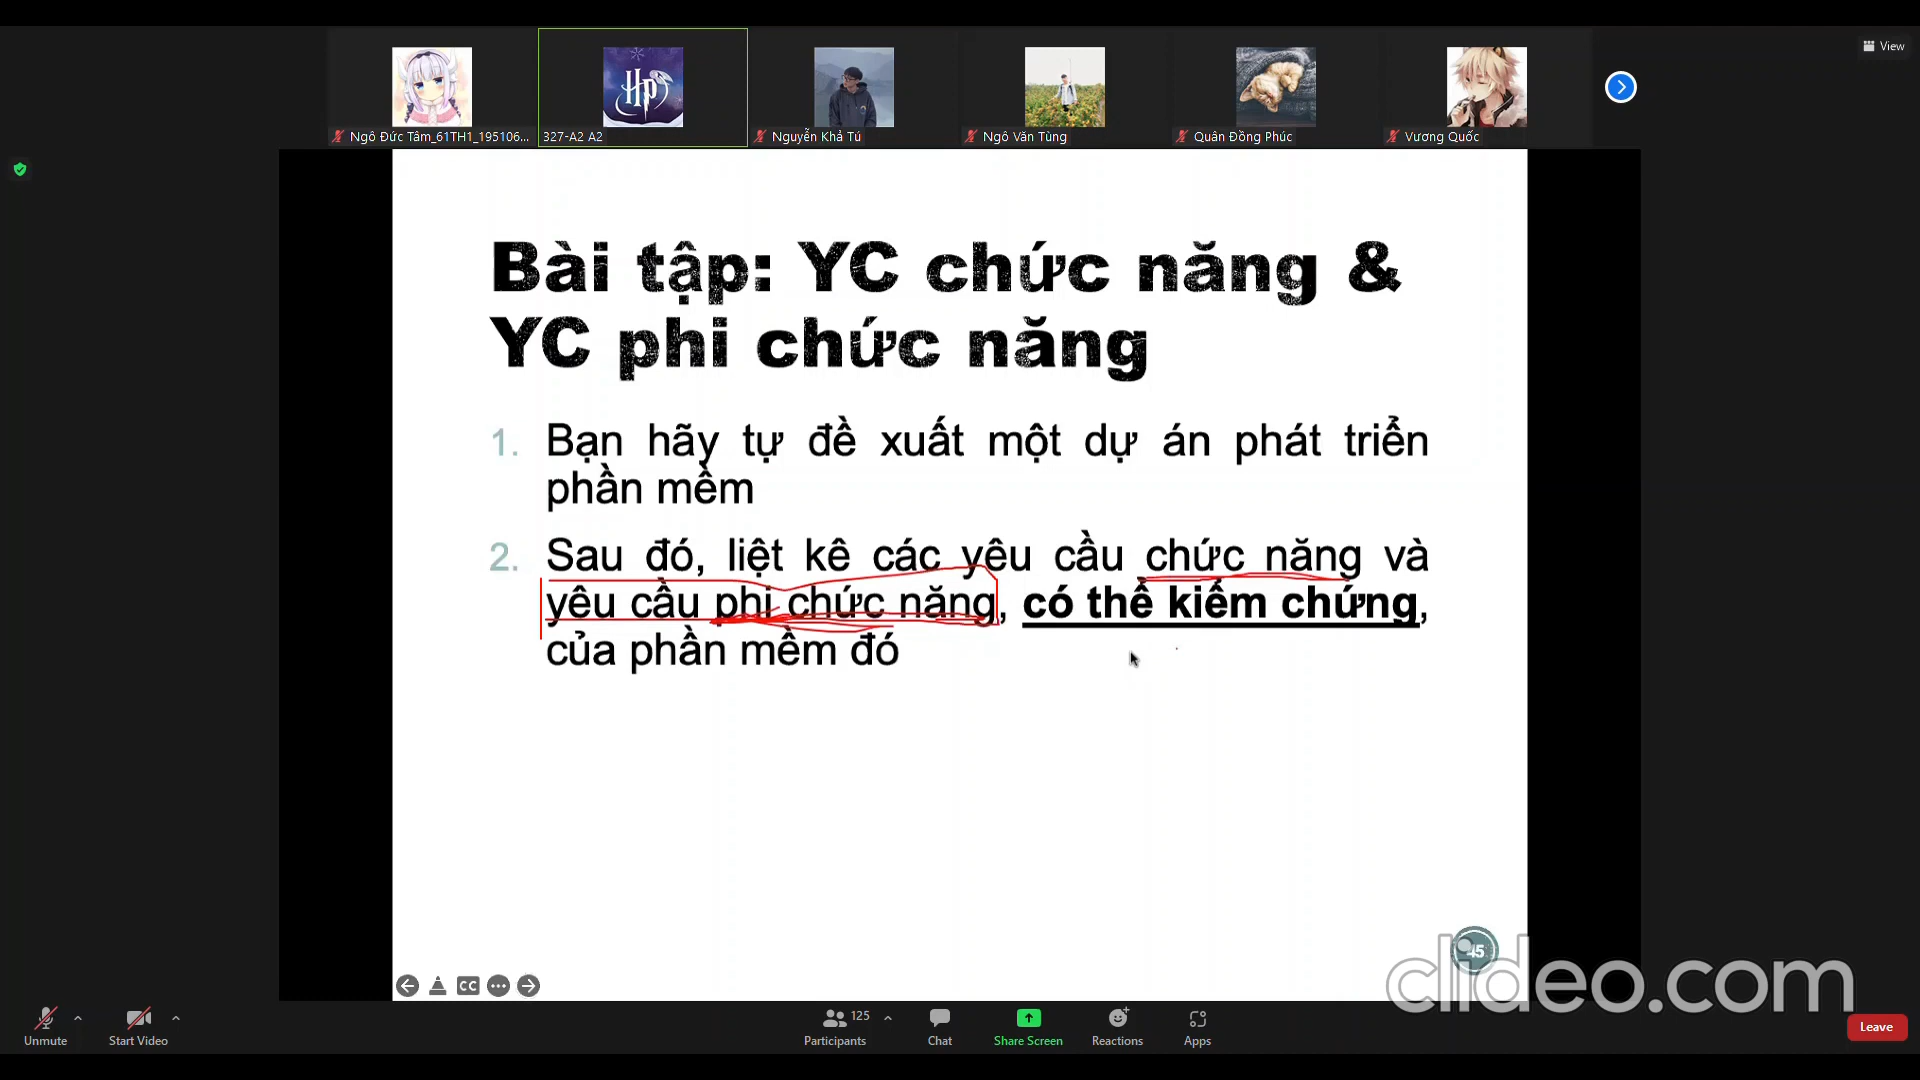 View
HP
Ngô Đức Tâm_61TH1_195106...
327-A2 A2
Nguyễn Khả Tú
Ngô Văn Tùng
Quân Đồng Phúc
Vương Quốc
Bài tập: YC chức năng &
YC phi chức năng
1. Bạn hãy tự đề xuất một dự án phát triển
phần mềm
2. Sau đó, liệt kê các yêu cầu chức năng và
yêu cầu phi chức năng, có thể kiểm chứng,
của phần mềm đó
45
clideo.com
CC
Unmute
Start Video
Participants
125
Chat
Share Screen
Reactions
Apps
Leave